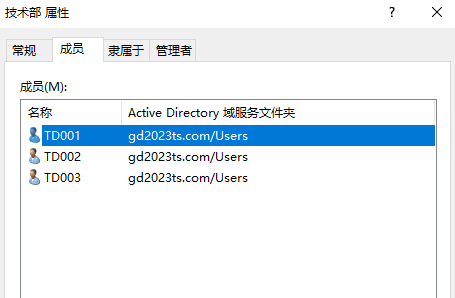 技术部 属性
? ×
常规 成员 隶属于 管理者
成员(M):
名称 Active Directory 域服务文件夹
TD001 gd2023ts.com/Users
TD002 gd2023ts.com/Users
TD003 gd2023ts.com/Users